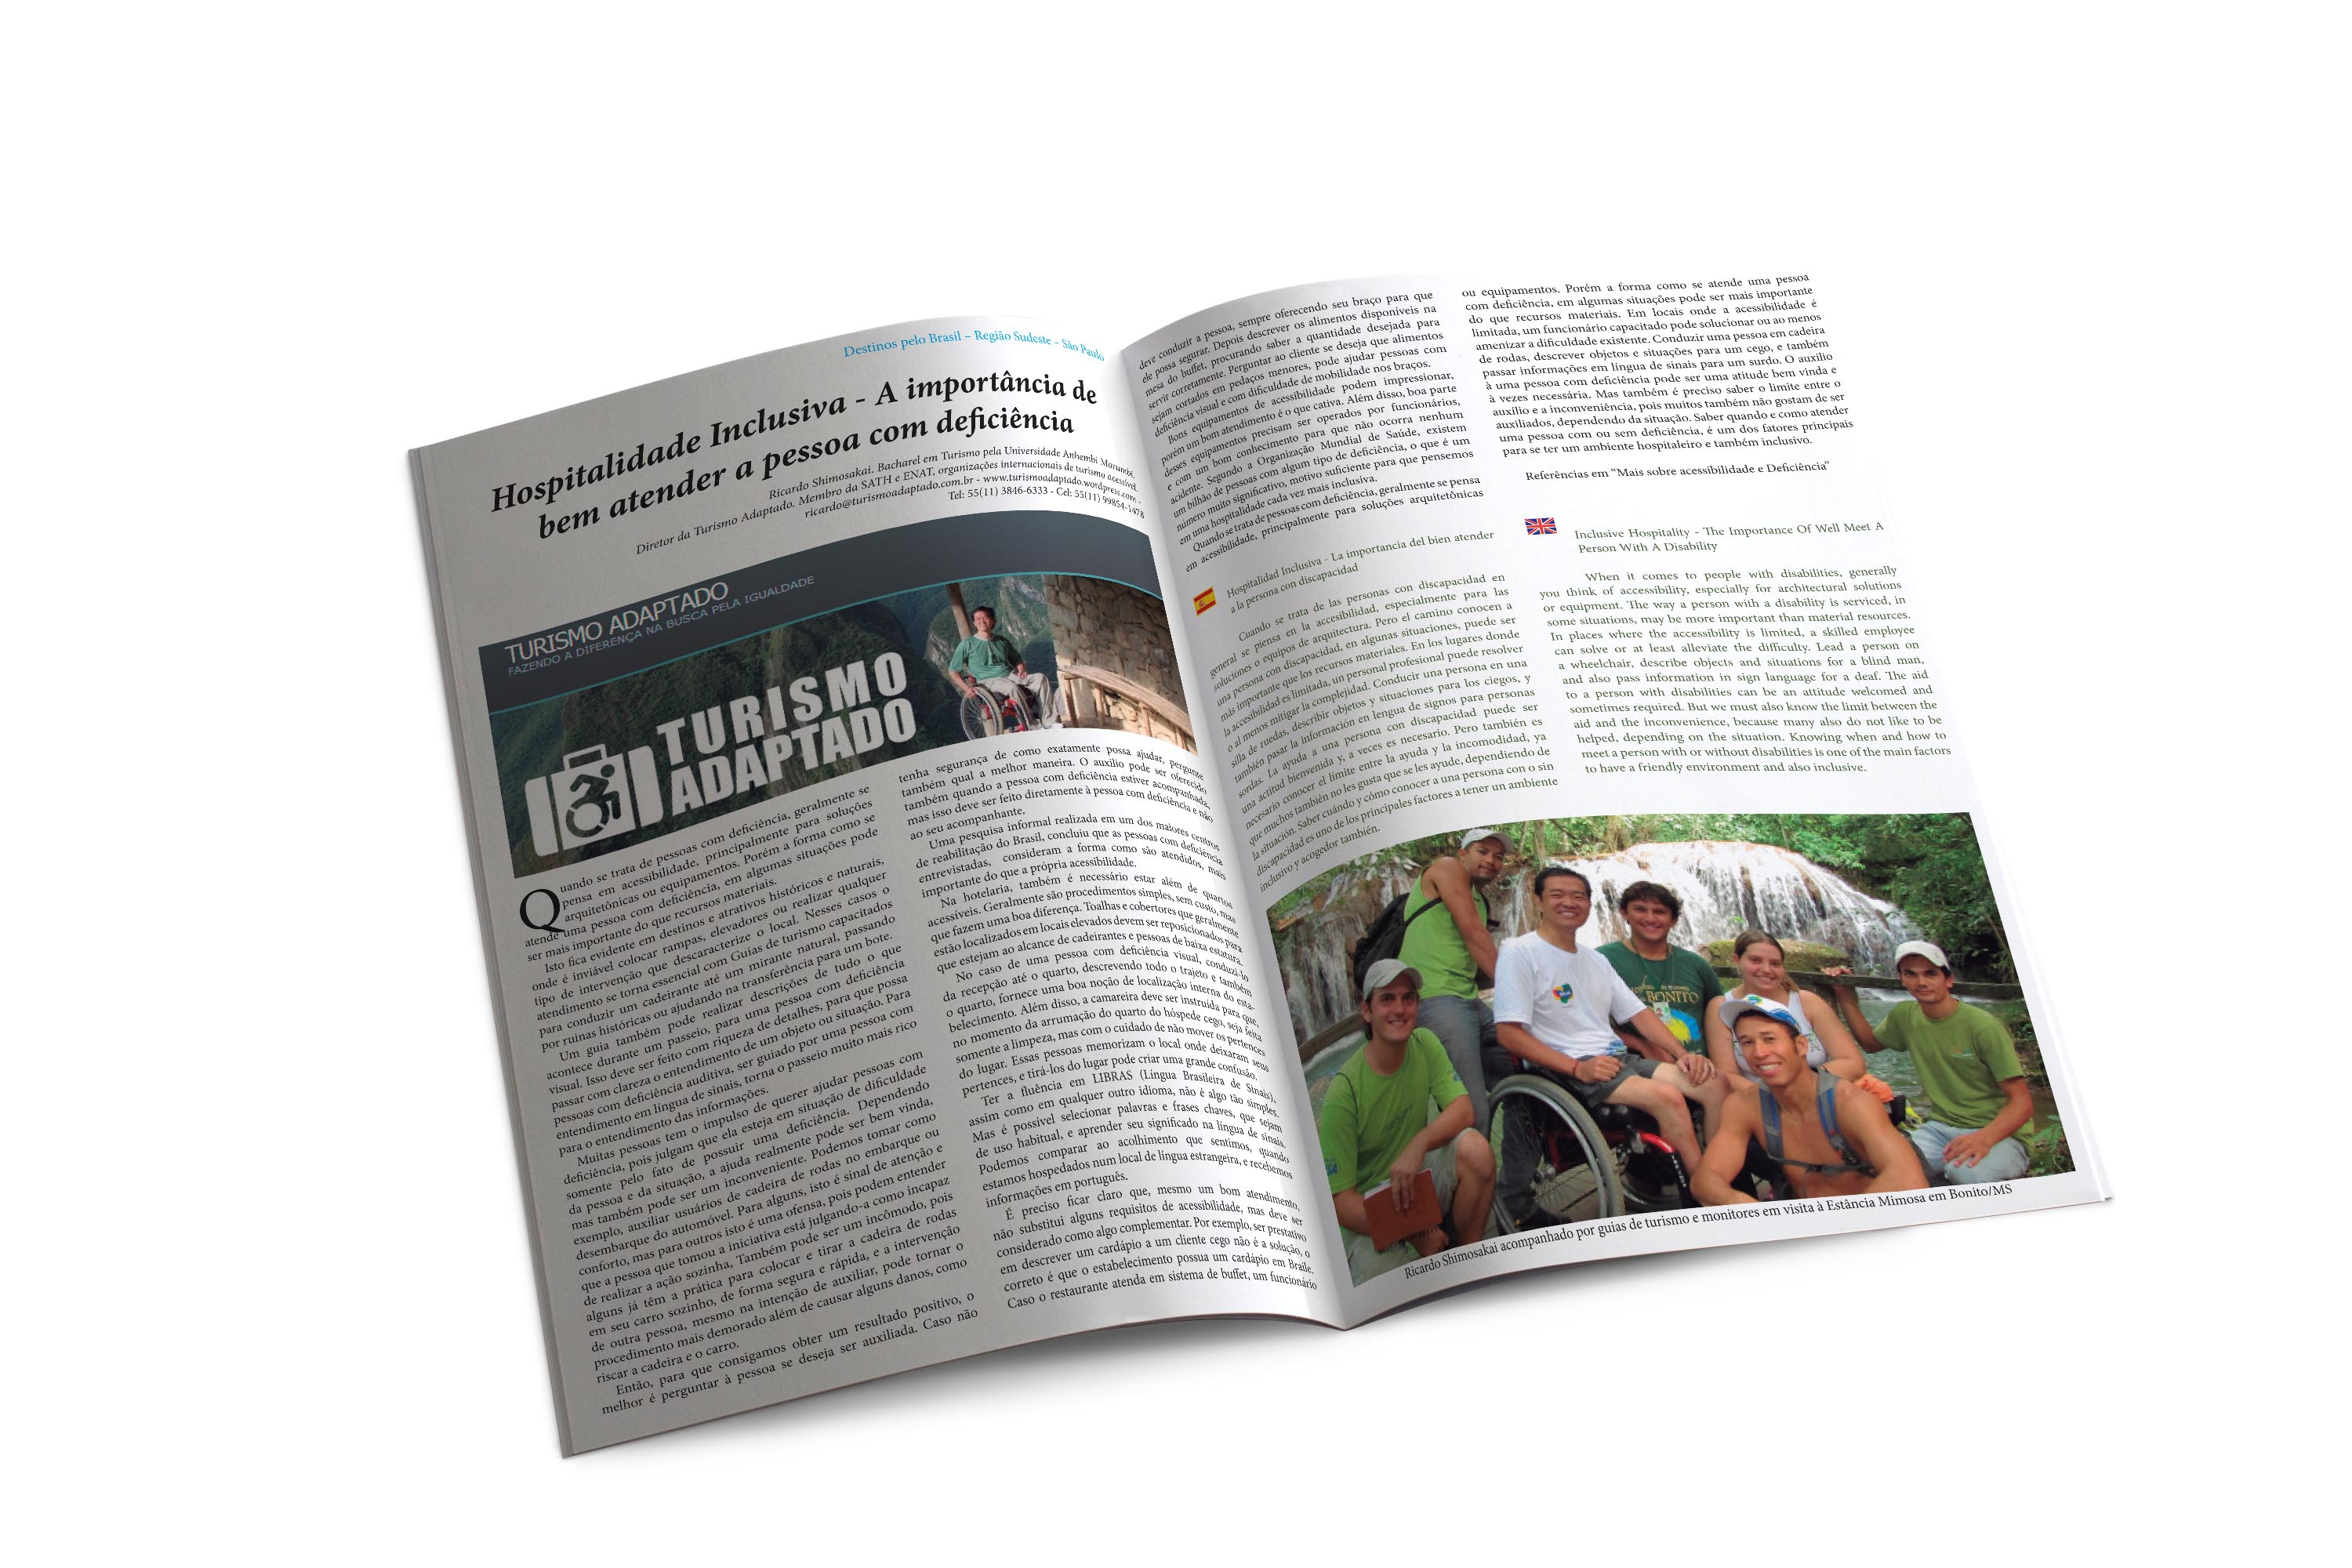 Destinos pelo Brasil – Região Sudeste - São Paulo
Hospitalidade Inclusiva - A importância de
bem atender a pessoa com deficiência
Ricardo Shimosakai. Bacharel em Turismo pela Universidade Anhembi Morumbi.
Diretor da Turismo Adaptado. Membro da SATH e ENAT, organizações internacionais de turismo acessível.
ricardo@turismoadaptado.com.br - www.turismoadaptado.wordpress.com -
Tel: 55(11) 3846-6333 - Cel: 55(11) 99854-1478
TURISMO ADAPTADO
FAZENDO A DIFERENÇA NA BUSCA PELA IGUALDADE
TURISMO
ADAPTADO
Quando se trata de pessoas com deficiência, geralmente se
pensa em acessibilidade, principalmente para soluções
arquitetônicas ou equipamentos. Porém a forma como se
atende uma pessoa com deficiência, em algumas situações pode
ser mais importante do que recursos materiais.
Isto fica evidente em destinos e atrativos históricos e naturais,
onde é inviável colocar rampas, elevadores ou realizar qualquer
tipo de intervenção que descaracterize o local. Nesses casos o
atendimento se torna essencial com Guias de turismo capacitados
para conduzir um cadeirante até um mirante natural, passando
por ruinas históricas ou ajudando na transferência para um bote.
Um guia também pode realizar descrições de tudo o que
acontece durante um passeio, para uma pessoa com deficiência
visual. Isso deve ser feito com riqueza de detalhes, para que possa
passar com clareza o entendimento de um objeto ou situação. Para
pessoas com deficiência auditiva, ser guiado por uma pessoa com
entendimento em língua de sinais, torna o passeio muito mais rico
para o entendimento das informações.
Muitas pessoas tem o impulso de querer ajudar pessoas com
deficiência, pois julgam que ela esteja em situação de dificuldade
somente pelo fato de possuir uma deficiência. Dependendo
da pessoa e da situação, a ajuda realmente pode ser bem vinda,
mas também pode ser um inconveniente. Podemos tomar como
exemplo, auxiliar usuários de cadeira de rodas no embarque ou
desembarque do automóvel. Para alguns, isto é sinal de atenção e
conforto, mas para outros isto é uma ofensa, pois podem entender
que a pessoa que tomou a iniciativa está julgando-a como incapaz
de realizar a ação sozinha, Também pode ser um incômodo, pois
alguns já têm a prática para colocar e tirar a cadeira de rodas
em seu carro sozinho, de forma segura e rápida, e a intervenção
de outra pessoa, mesmo na intenção de auxiliar, pode tornar o
procedimento mais demorado além de causar alguns danos, como
riscar a cadeira e o carro.
Então, para que consigamos obter um resultado positivo, o
melhor é perguntar à pessoa se deseja ser auxiliada. Caso não
tenha segurança de como exatamente possa ajudar, pergunte
também qual a melhor maneira. O auxílio pode ser oferecido
também quando a pessoa com deficiência estiver acompanhada,
mas isso deve ser feito diretamente à pessoa com deficiência e não
ao seu acompanhante.
Uma pesquisa informal realizada em um dos maiores centros
de reabilitação do Brasil, concluiu que as pessoas com deficiência
entrevistadas, consideram a forma como são atendidos, mais
importante do que a própria acessibilidade.
Na hotelaria, também é necessário estar além de quartos
acessíveis. Geralmente são procedimentos simples, sem custo, mas
que fazem uma boa diferença. Toalhas e cobertores que geralmente
estão localizados em locais elevados devem ser reposicionados para
que estejam ao alcance de cadeirantes e pessoas de baixa estatura.
No caso de uma pessoa com deficiência visual, conduzi-lo
da recepção até o quarto, descrevendo todo o trajeto e também
o quarto, fornece uma boa noção de localização interna do esta-
belecimento. Além disso, a camareira deve ser instruida para que,
no momento da arrumação do quarto do hóspede cego, seja feita
somente a limpeza, mas com o cuidado de não mover os pertences
do lugar. Essas pessoas memorizam o local onde deixaram seus
pertences, e tirá-los do lugar pode criar uma grande confusão.
Ter a fluência em LIBRAS (Lingua Brasileira de Sinais),
assim como em qualquer outro idioma, não é algo tão simples.
Mas é possível selecionar palavras e frases chaves, que sejam
de uso habitual, e aprender seu significado na língua de sinais.
Podemos comparar ao acolhimento que sentimos, quando
estamos hospedados num local de língua estrangeira, e recebemos
informações em português.
É preciso ficar claro que, mesmo um bom atendimento,
não substitui alguns requisitos de acessibilidade, mas deve ser
considerado como algo complementar. Por exemplo, ser prestativo
em descrever um cardápio a um cliente cego não é a solução, o
correto é que o estabelecimento possua um cardápio em Braile.
Caso o restaurante atenda em sistema de buffet, um funcionário
deve conduzir a pessoa, sempre oferecendo seu braço para que
ele possa segurar. Depois descrever os alimentos disponíveis na
mesa do buffet, procurando saber a quantidade desejada para
servir corretamente. Perguntar ao cliente se deseja que alimentos
sejam cortados em pedaços menores, pode ajudar pessoas com
deficiência visual e com dificuldade de mobilidade nos braços.
Bons equipamentos de acessibilidade podem impressionar,
porém um bom atendimento é o que cativa. Além disso, boa parte
desses equipamentos precisam ser operados por funcionários,
e com um bom conhecimento para que não ocorra nenhum
acidente. Segundo a Organização Mundial de Saúde, existem
um bilhão de pessoas com algum tipo de deficiência, o que é um
número muito significativo, motivo suficiente para que pensemos
em uma hospitalidade cada vez mais inclusiva.
Quando se trata de pessoas com deficiência, geralmente se pensa
em acessibilidade, principalmente para soluções arquitetônicas
ou equipamentos. Porém a forma como se atende uma pessoa
com deficiência, em algumas situações pode ser mais importante
do que recursos materiais. Em locais onde a acessibilidade é
limitada, um funcionário capacitado pode solucionar ou ao menos
amenizar a dificuldade existente. Conduzir uma pessoa em cadeira
de rodas, descrever objetos e situações para um cego, e também
passar informações em língua de sinais para um surdo. O auxílio
à uma pessoa com deficiência pode ser uma atitude bem vinda e
à vezes necessária. Mas também é preciso saber o limite entre o
auxílio e a inconveniência, pois muitos também não gostam de ser
auxiliados, dependendo da situação. Saber quando e como atender
uma pessoa com ou sem deficiência, é um dos fatores principais
para se ter um ambiente hospitaleiro e também inclusivo.
Referências em “Mais sobre acessibilidade e Deficiência”
Hospitalidad Inclusiva - La importancia del bien atender
a la persona con discapacidad
Cuando se trata de las personas con discapacidad en
general se piensa en la accesibilidad, especialmente para las
soluciones o equipos de arquitectura. Pero el camino conocen a
una persona con discapacidad, en algunas situaciones, puede ser
más importante que los recursos materiales. En los lugares donde
la accesibilidad es limitada, un personal profesional puede resolver
o al menos mitigar la complejidad. Conducir una persona en una
silla de ruedas, describir objetos y situaciones para los ciegos, y
también pasar la información en lengua de signos para personas
sordas. La ayuda a una persona con discapacidad puede ser
una actitud bienvenida y, a veces es necesario. Pero también es
necesario conocer el límite entre la ayuda y la incomodidad, ya
que muchos también no les gusta que se les ayude, dependiendo de
la situación. Saber cuándo y cómo conocer a una persona con o sin
discapacidad es uno de los principales factores a tener un ambiente
inclusivo y acogedor también.
Inclusive Hospitality - The Importance Of Well Meet A
Person With A Disability
When it comes to people with disabilities, generally
you think of accessibility, especially for architectural solutions
or equipment. The way a person with a disability is serviced, in
some situations, may be more important than material resources.
In places where the accessibility is limited, a skilled employee
can solve or at least alleviate the difficulty. Lead a person on
a wheelchair, describe objects and situations for a blind man,
and also pass information in sign language for a deaf. The aid
to a person with disabilities can be an attitude welcomed and
sometimes required. But we must also know the limit between the
aid and the inconvenience, because many also do not like to be
helped, depending on the situation. Knowing when and how to
meet a person with or without disabilities is one of the main factors
to have a friendly environment and also inclusive.
BONITO
Ricardo Shimosakai acompanhado por guias de turismo e monitores em visita à Estância Mimosa em Bonito/MS